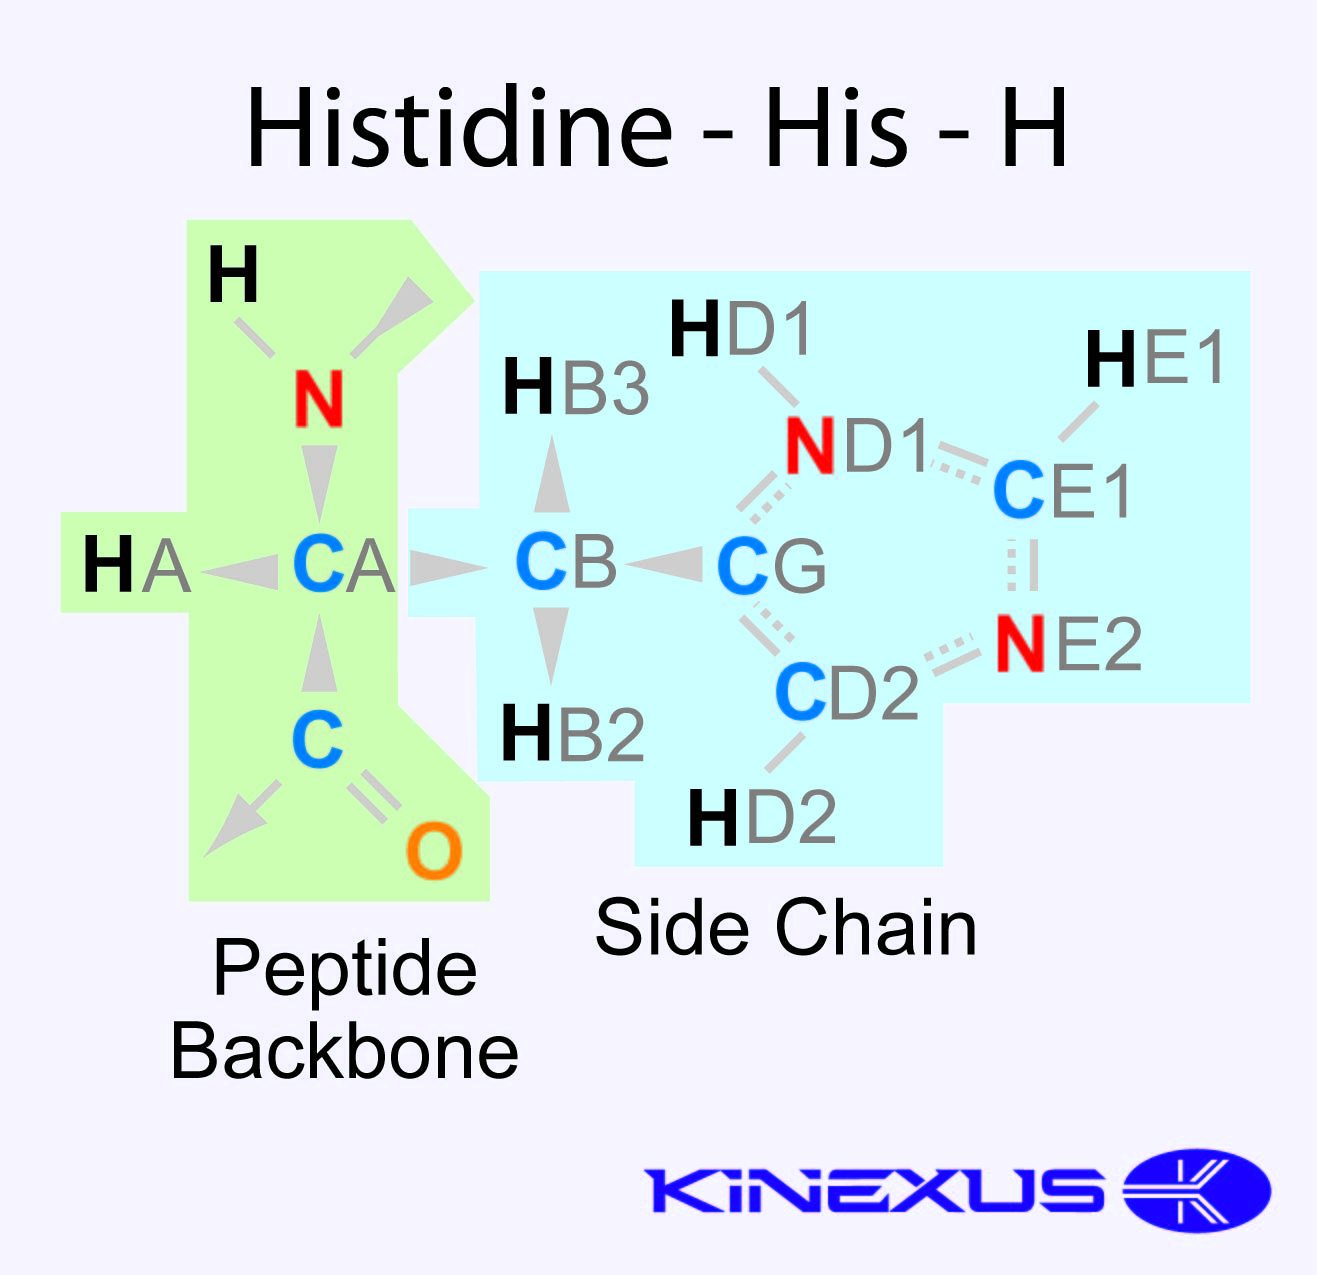 Histidine - His - H
H
HD1
HE1
HB3
N
ND1
CE1
HA
CA
CB
CG
NE2
CD2
HB2
C
HD2
O
Side Chain
Peptide
Backbone
KiNEXUS